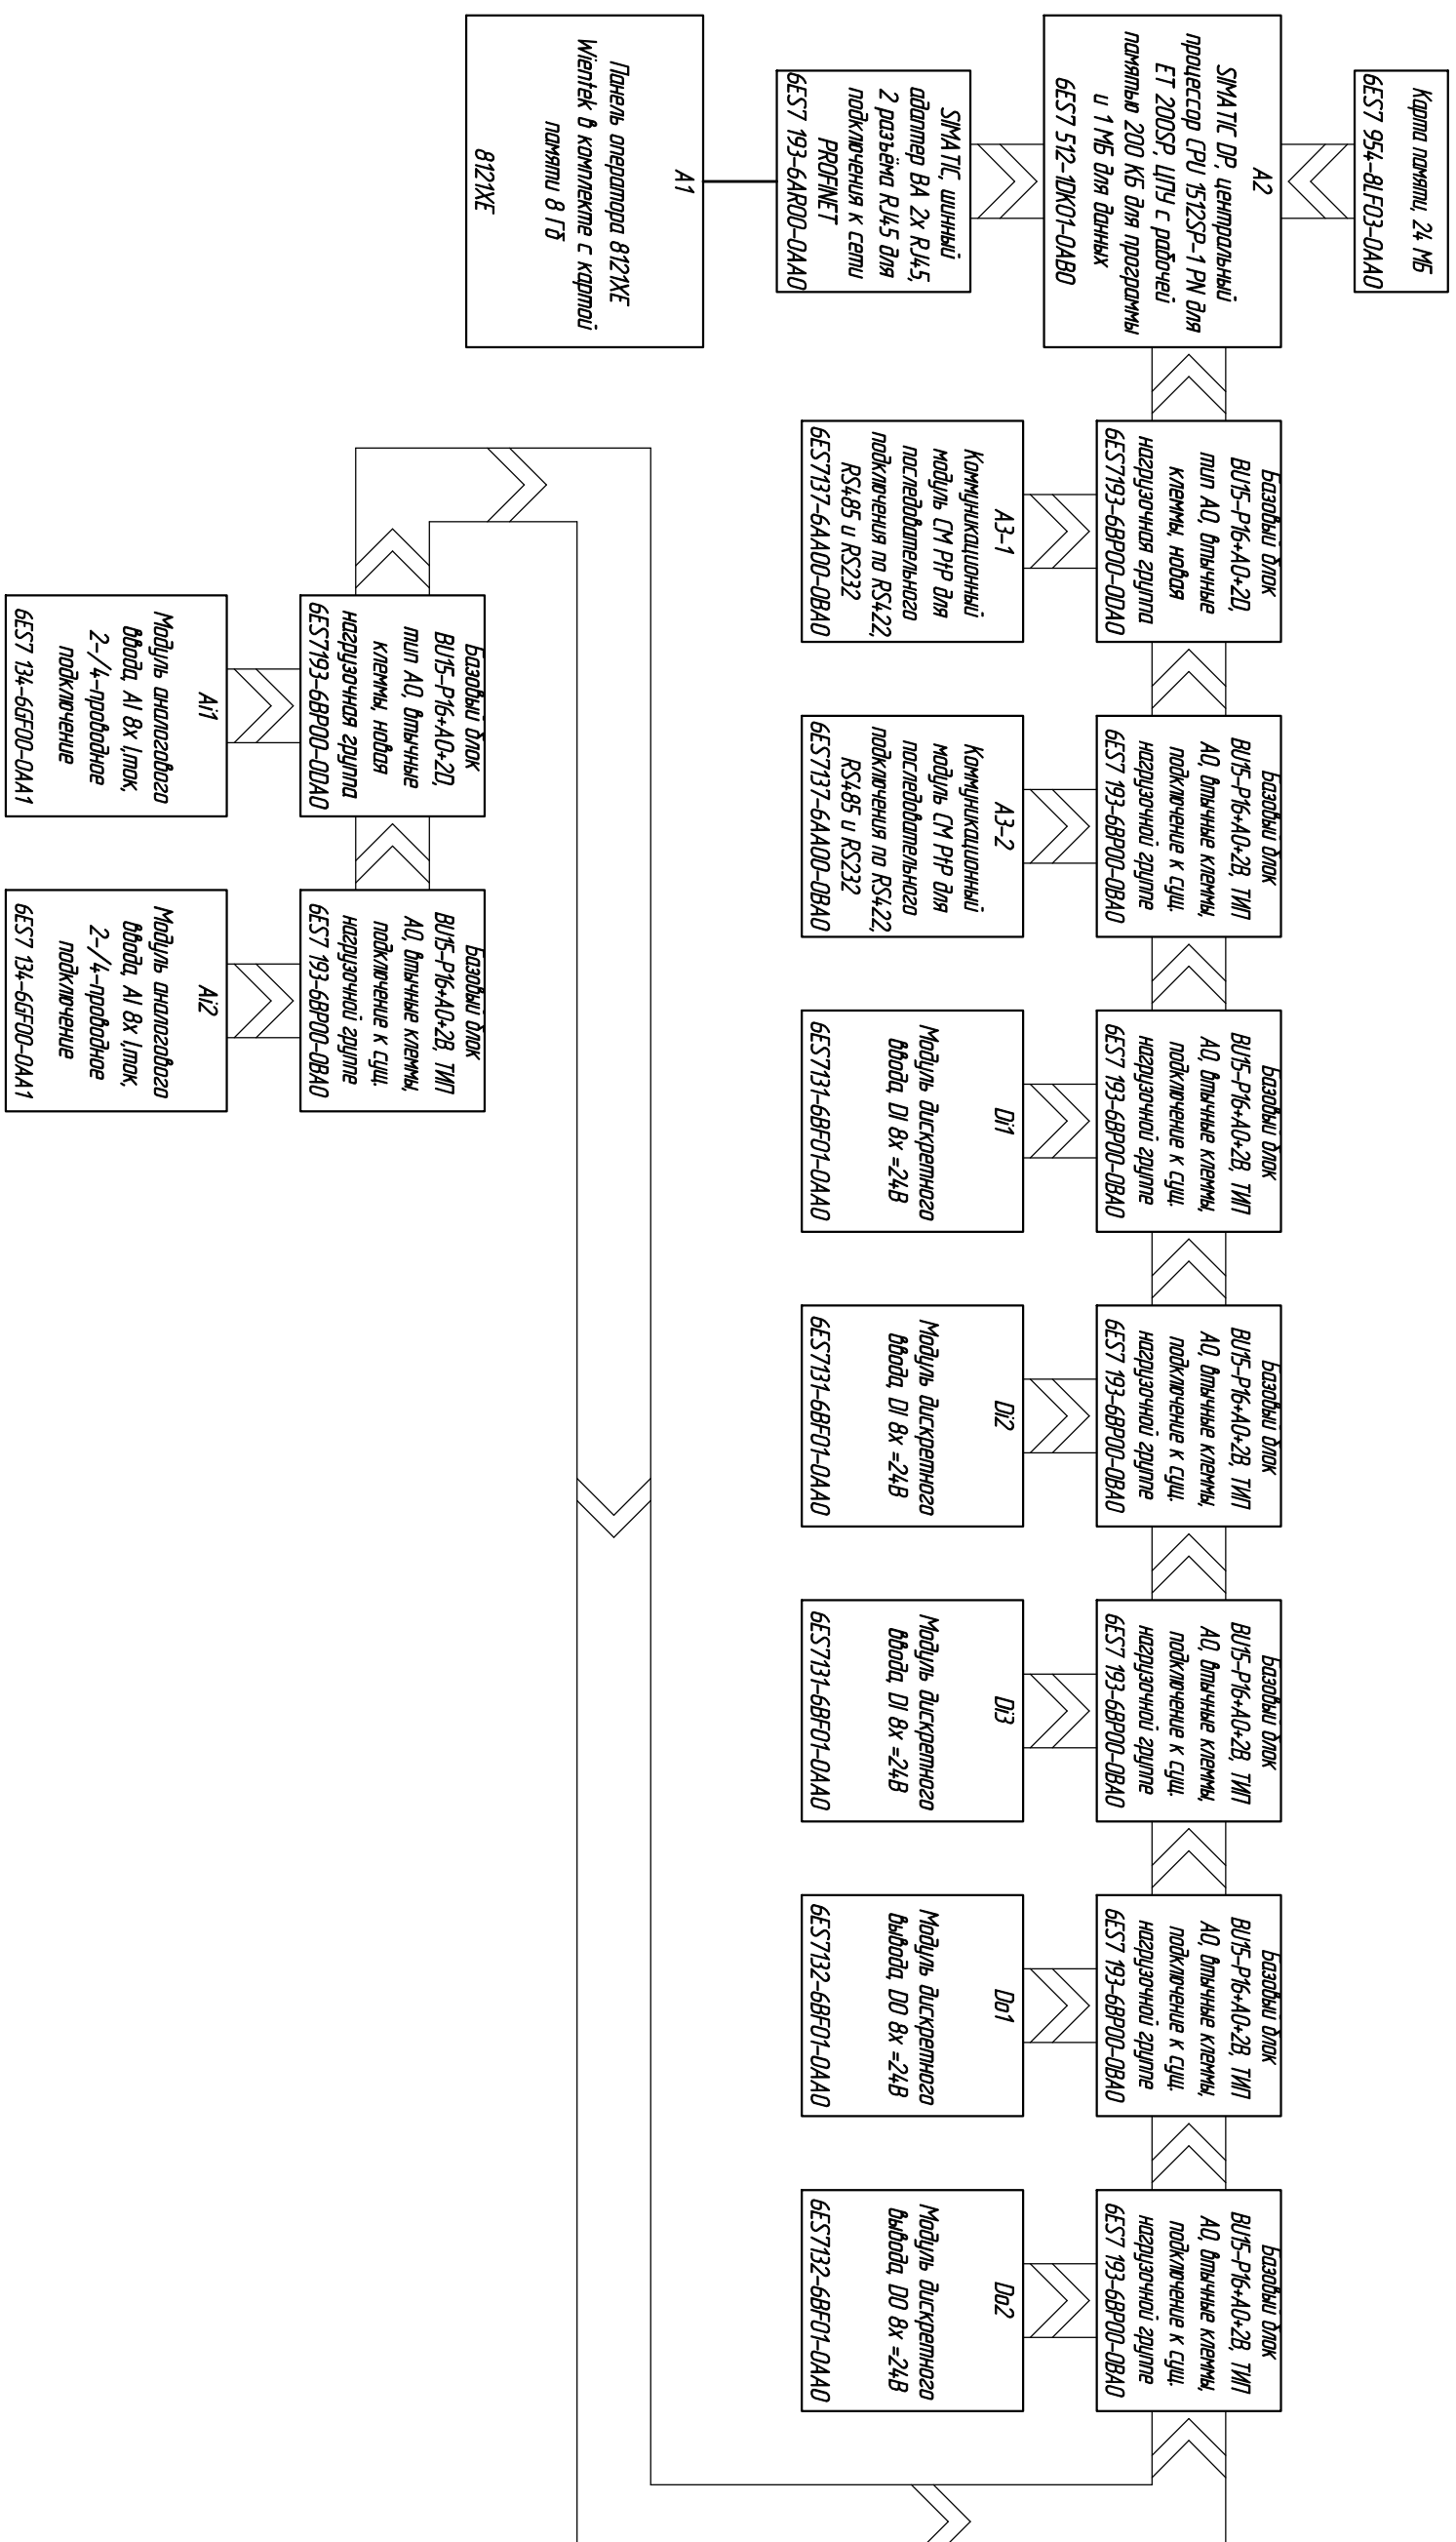 Карта памяти, 24 МБ
6ES7 954-8LF03-0AA0
A2
SIMATIC DP, центральный
процессор CPU 1512SP-1 PN для
ET 200SP, ЦПУ с рабочей
памятью 200 КБ для программы
и 1 МБ для данных
6ES7 512-1DK01-0AB0
SIMATIC, шинный
адаптер BA 2x RJ45,
2 разъёма RJ45 для
подключения к сети
PROFINET
6ES7 193-6AR00-0AA0
A1
Панель оператора 8121XE
Wientek в комплекте с картой
памяти 8 Гб
8121XE
Базовый блок
BU15-P16+A0+2D,
тип A0, втычные
клеммы, новая
нагрузочная группа
6ES7193-6BP00-0DA0
A3-1
Коммуникационный
модуль CM PtP для
последовательного
подключения по RS422,
RS485 и RS232
6ES7137-6AA00-0BA0
Базовый блок
BU15-P16+A0+2B, ТИП
A0, втычные клеммы,
подключение к сущ.
нагрузочной группе
6ES7 193-6BP00-0BA0
A3-2
Коммуникационный
модуль CM PtP для
последовательного
подключения по RS422,
RS485 и RS232
6ES7137-6AA00-0BA0
Базовый блок
BU15-P16+A0+2B, ТИП
A0, втычные клеммы,
подключение к сущ.
нагрузочной группе
6ES7 193-6BP00-0BA0
Di1
Модуль дискретного
ввода, DI 8x =24В
6ES7131-6BF01-0AA0
Базовый блок
BU15-P16+A0+2B, ТИП
A0, втычные клеммы,
подключение к сущ.
нагрузочной группе
6ES7 193-6BP00-0BA0
Di2
Модуль дискретного
ввода, DI 8x =24В
6ES7131-6BF01-0AA0
Базовый блок
BU15-P16+A0+2B, ТИП
A0, втычные клеммы,
подключение к сущ.
нагрузочной группе
6ES7 193-6BP00-0BA0
Di3
Модуль дискретного
ввода, DI 8x =24В
6ES7131-6BF01-0AA0
Базовый блок
BU15-P16+A0+2B, ТИП
A0, втычные клеммы,
подключение к сущ.
нагрузочной группе
6ES7 193-6BP00-0BA0
Do1
Модуль дискретного
вывода, DO 8x =24В
6ES7132-6BF01-0AA0
Базовый блок
BU15-P16+A0+2B, ТИП
A0, втычные клеммы,
подключение к сущ.
нагрузочной группе
6ES7 193-6BP00-0BA0
Do2
Модуль дискретного
вывода, DO 8x =24В
6ES7132-6BF01-0AA0
Базовый блок
BU15-P16+A0+2D,
тип A0, втычные
клеммы, новая
нагрузочная группа
6ES7193-6BP00-0DA0
Ai1
Модуль аналогового
ввода, AI 8x I,ток,
2-/4-проводное
подключение
6ES7 134-6GF00-0AA1
Базовый блок
BU15-P16+A0+2B, ТИП
A0, втычные клеммы,
подключение к сущ.
нагрузочной группе
6ES7 193-6BP00-0BA0
Ai2
Модуль аналогового
ввода, AI 8x I,ток,
2-/4-проводное
подключение
6ES7 134-6GF00-0AA1